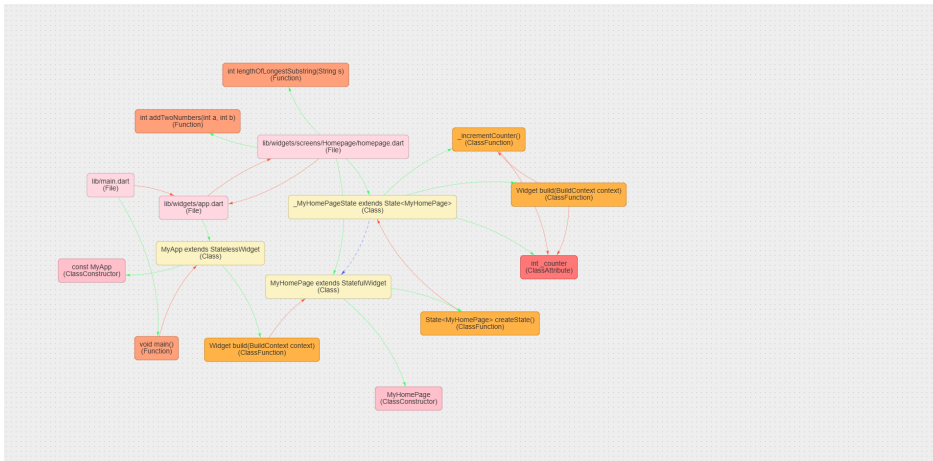 int lengthOfLongestSubstring(String s)
(Function)
int addTwoNumbers(int a, int b)
(Function)
lib/widgets/screens/Homepage/homepage.dart
(File)
_incrementCounter()
(ClassFunction)
lib/main.dart
(File)
lib/widgets/app.dart
(File)
_MyHomePageState extends State<MyHomePage>
(Class)
Widget build(BuildContext context)
(ClassFunction)
MyApp extends StatelessWidget
(Class)
const MyApp
(ClassConstructor)
int _counter
(ClassAttribute)
MyHomePage extends StatefulWidget
(Class)
State<MyHomePage> createState()
(ClassFunction)
void main()
(Function)
Widget build(BuildContext context)
(ClassFunction)
MyHomePage
(ClassConstructor)